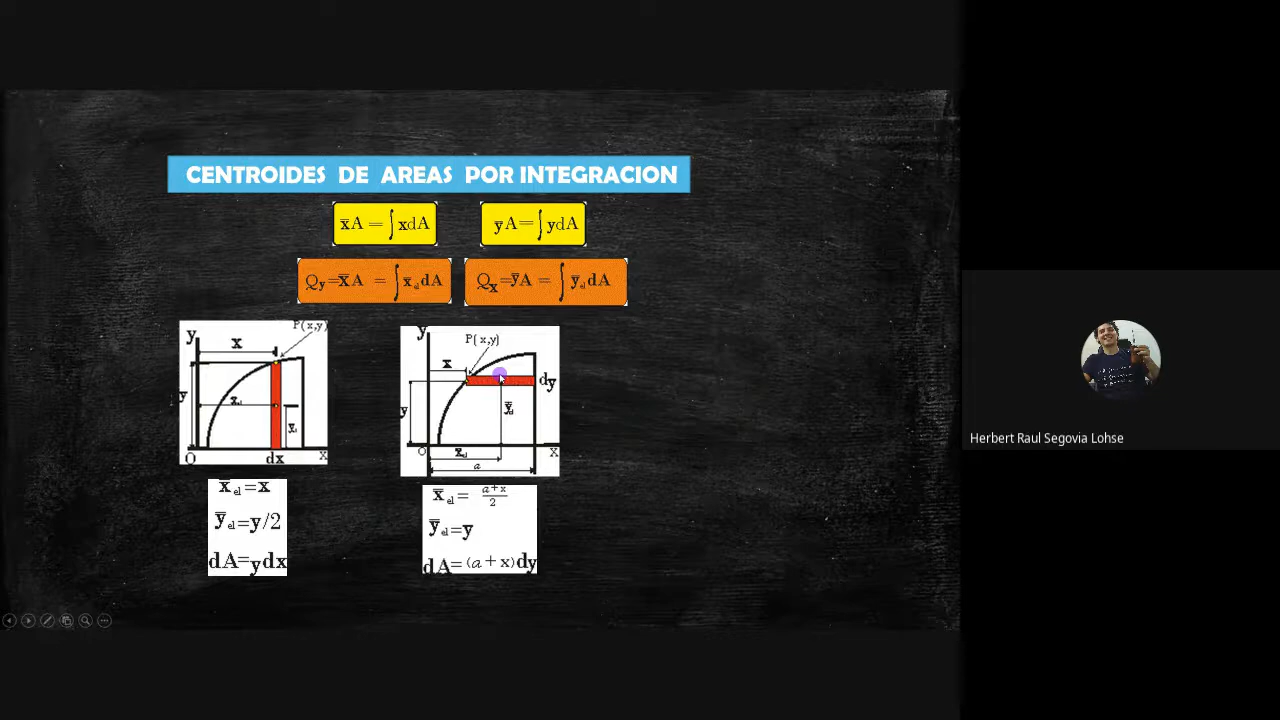 CENTROIDES DE AREAS POR INTEGRACION
x̄A = ∫xdA
ȳA = ∫ydA
Qy=x̄A = ∫x̄el dA
Qx=ȳA = ∫ȳel dA
y
P(x,y)
x
y
x̄el
ȳel
O
dx
x
y
P(x,y)
x
dy
y
ȳel
O
x̄el
x
a
x̄el=x
ȳel=y/2
dA=ydx
x̄el= a+x/2
ȳel=y
dA=(a+x)dy
Herbert Raul Segovia Lohse